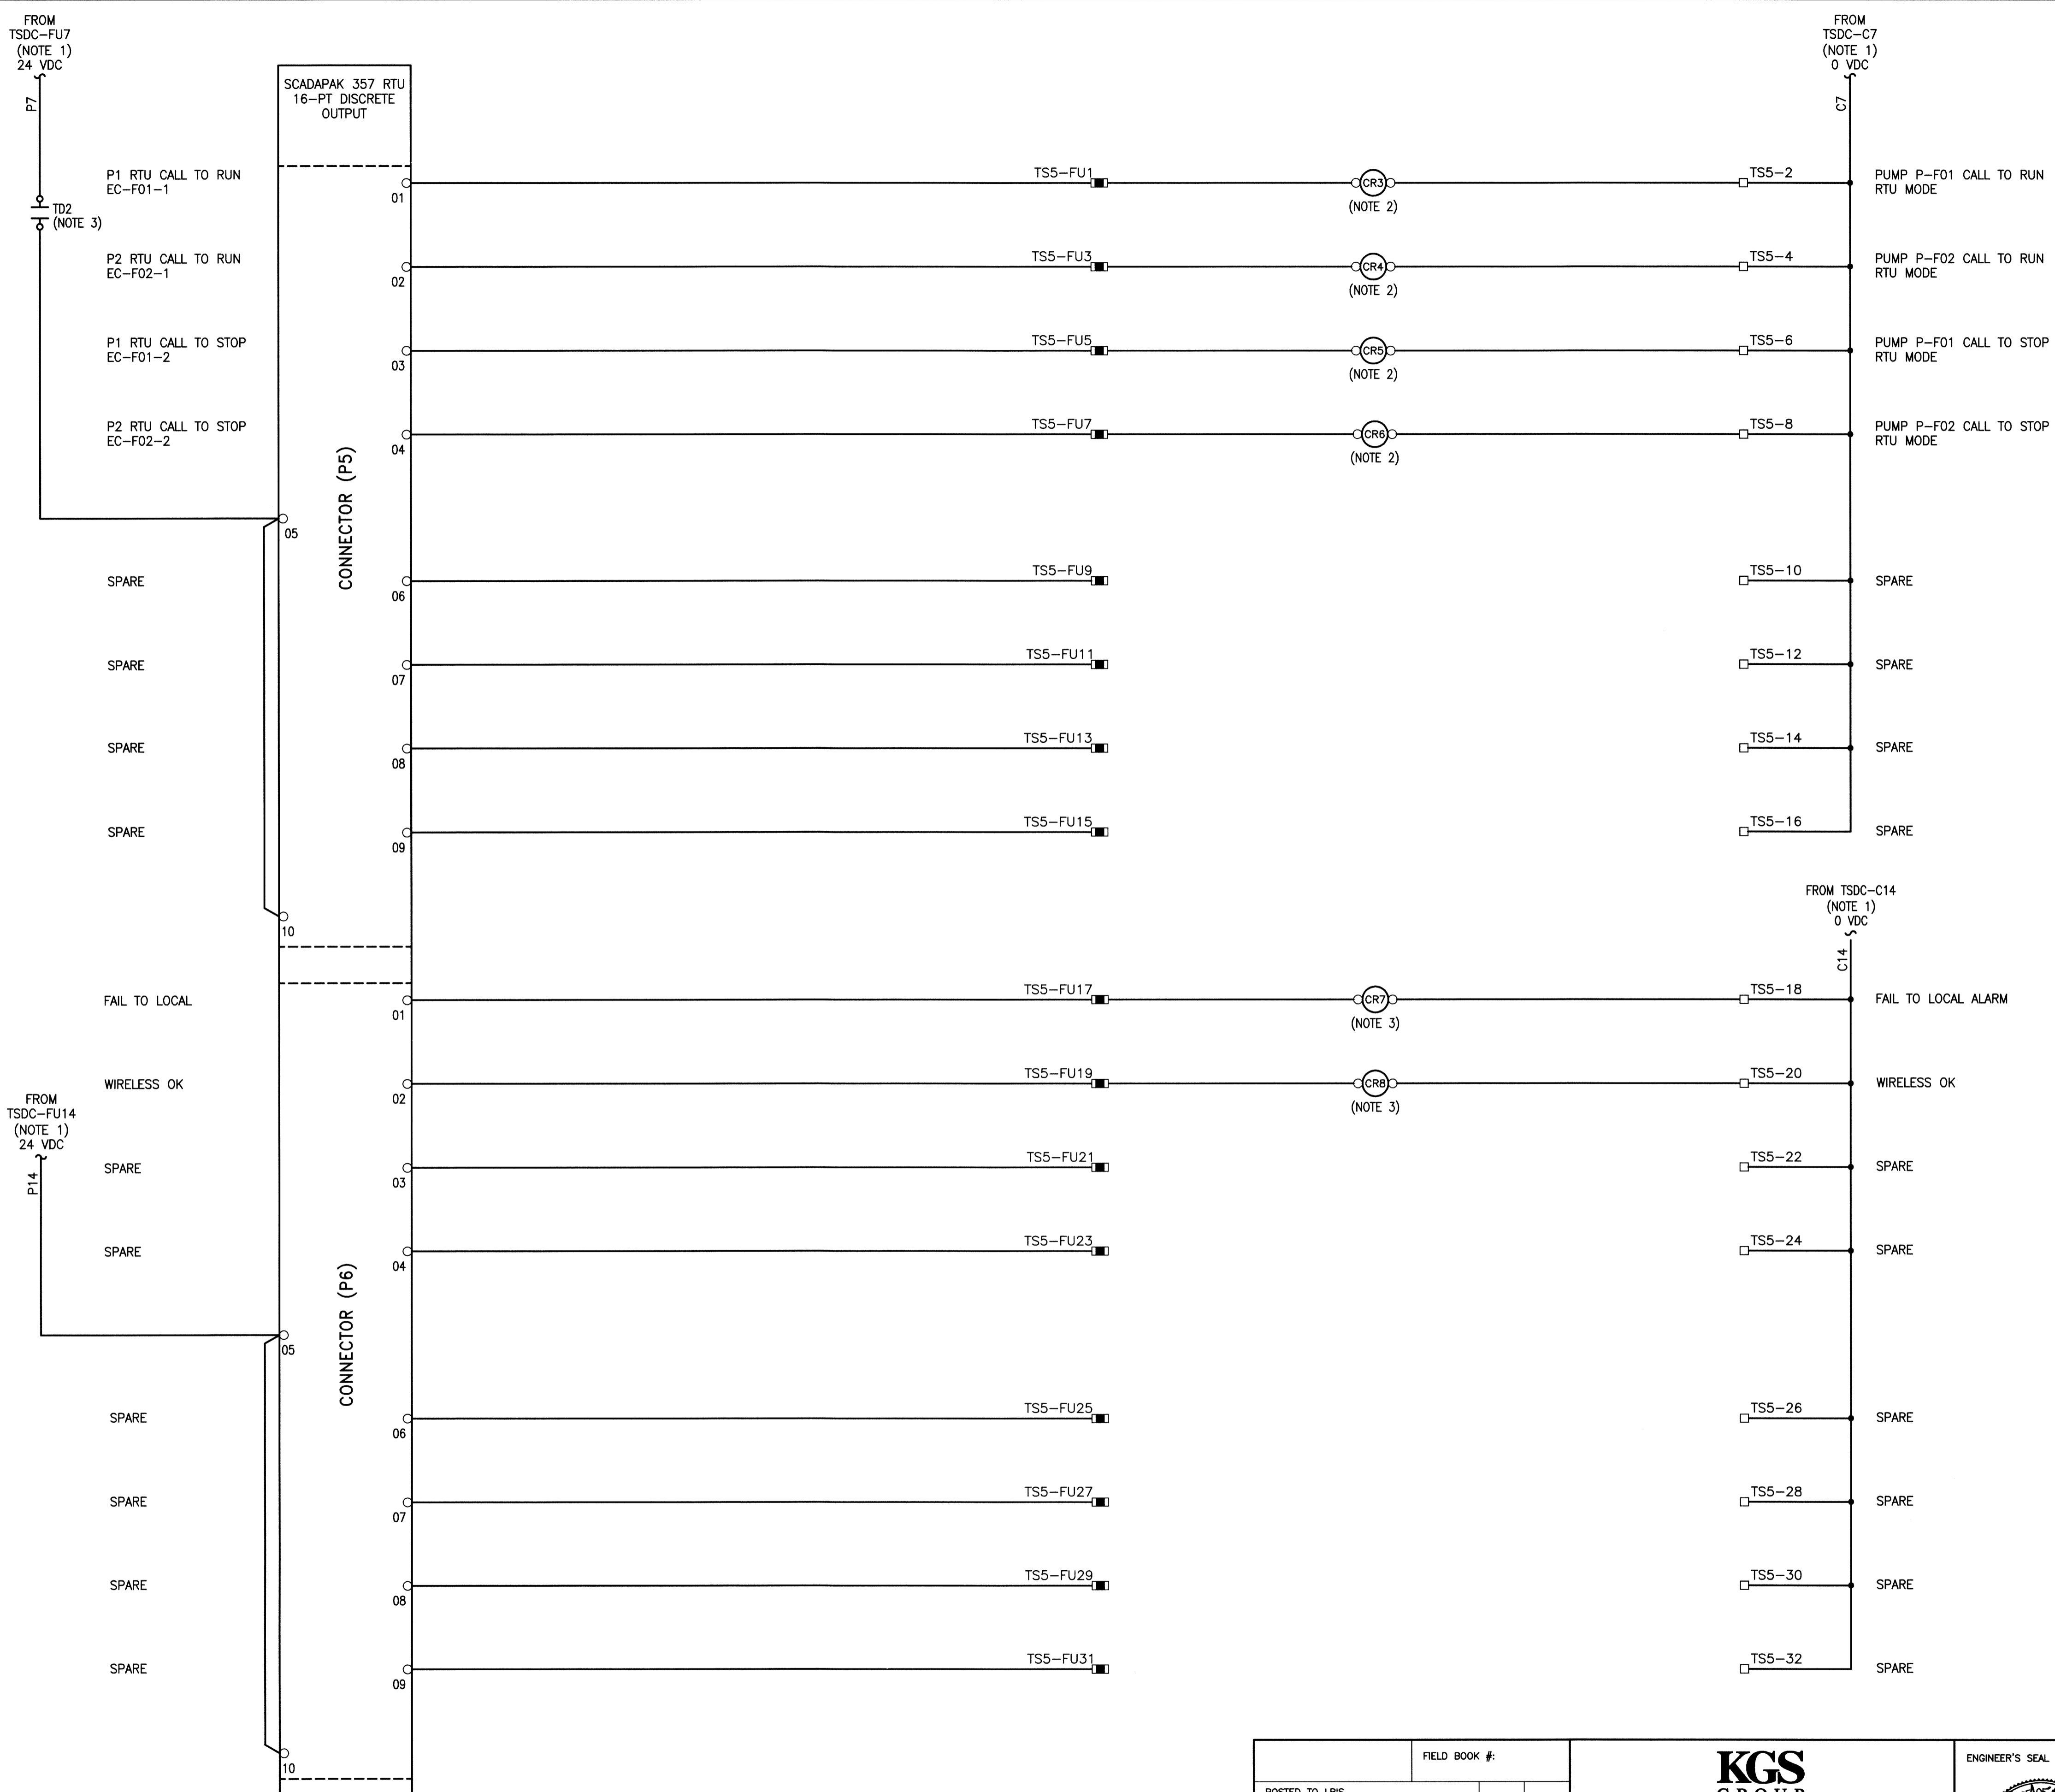 FROM
TSDC-FU7
(NOTE 1)
24 VDC
P7
TD2
(NOTE 3)
SCADAPAK 357 RTU
16-PT DISCRETE
OUTPUT
FROM
TSDC-C7
(NOTE 1)
0 VDC
C7
P1 RTU CALL TO RUN
EC-F01-1
01
TS5-FU1
CR3
(NOTE 2)
TS5-2
PUMP P-F01 CALL TO RUN
RTU MODE
P2 RTU CALL TO RUN
EC-F02-1
02
TS5-FU3
CR4
(NOTE 2)
TS5-4
PUMP P-F02 CALL TO RUN
RTU MODE
P1 RTU CALL TO STOP
EC-F01-2
03
TS5-FU5
CR5
(NOTE 2)
TS5-6
PUMP P-F01 CALL TO STOP
RTU MODE
P2 RTU CALL TO STOP
EC-F02-2
04
TS5-FU7
CR6
(NOTE 2)
TS5-8
PUMP P-F02 CALL TO STOP
RTU MODE
CONNECTOR (P5)
05
SPARE
06
TS5-FU9
TS5-10
SPARE
SPARE
07
TS5-FU11
TS5-12
SPARE
SPARE
08
TS5-FU13
TS5-14
SPARE
SPARE
09
TS5-FU15
TS5-16
SPARE
10
FROM TSDC-C14
(NOTE 1)
0 VDC
C14
FAIL TO LOCAL
01
TS5-FU17
CR7
(NOTE 3)
TS5-18
FAIL TO LOCAL ALARM
WIRELESS OK
02
TS5-FU19
CR8
(NOTE 3)
TS5-20
WIRELESS OK
FROM
TSDC-FU14
(NOTE 1)
24 VDC
P14
SPARE
03
TS5-FU21
TS5-22
SPARE
SPARE
04
TS5-FU23
TS5-24
SPARE
CONNECTOR (P6)
05
SPARE
06
TS5-FU25
TS5-26
SPARE
SPARE
07
TS5-FU27
TS5-28
SPARE
SPARE
08
TS5-FU29
TS5-30
SPARE
SPARE
09
TS5-FU31
TS5-32
SPARE
10
FIELD BOOK #:
POSTED TO LBIS
KGS
GROUP
ENGINEER'S SEAL